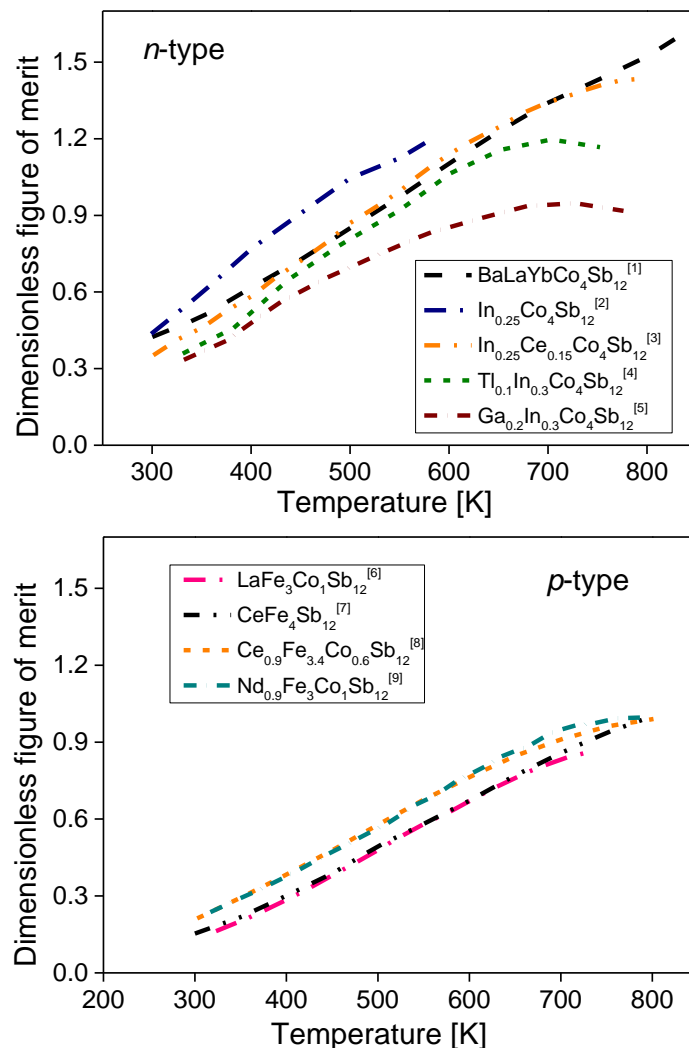 n-type
1.5
1.2
0.9
0.6
0.3
0.0
Dimensionless figure of merit
BaLaYbCo4Sb12[1]
In0.25Co4Sb12[2]
In0.25Ce0.15Co4Sb12[3]
Tl0.1In0.3Co4Sb12[4]
Ga0.2In0.3Co4Sb12[5]
300 400 500 600 700 800
Temperature [K]
p-type
1.5
1.2
0.9
0.6
0.3
0.0
Dimensionless figure of merit
LaFe3Co1Sb12[6]
CeFe4Sb12[7]
Ce0.9Fe3.4Co0.6Sb12[8]
Nd0.9Fe3Co1Sb12[9]
200 300 400 500 600 700 800
Temperature [K]